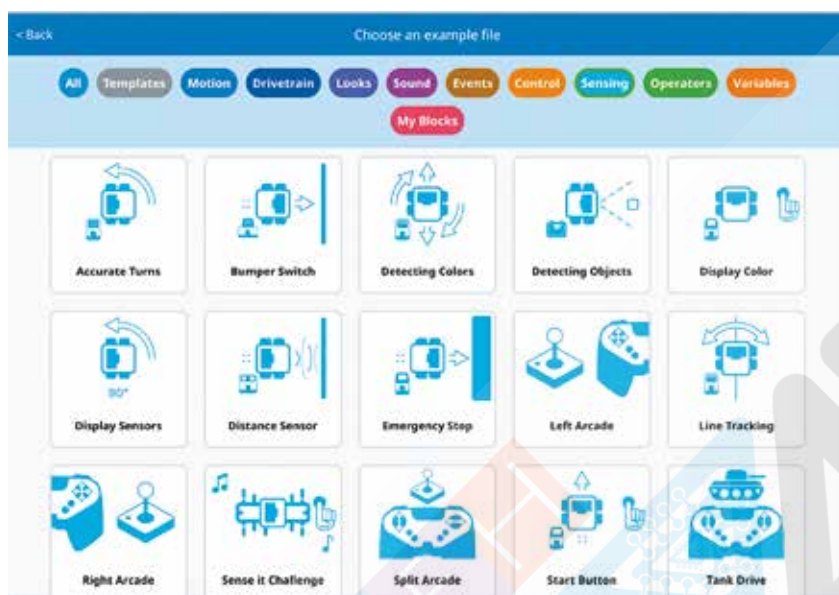 < Back
Choose an example file
All Templates Motion Drivetrain Looks Sound Events Control Sensing Operators Variables
My Blocks
Accurate Turns Bumper Switch Detecting Colors Detecting Objects Display Color
90°
Display Sensors Distance Sensor Emergency Stop Left Arcade Line Tracking
Right Arcade Sense it Challenge Split Arcade Start Button Tank Drive